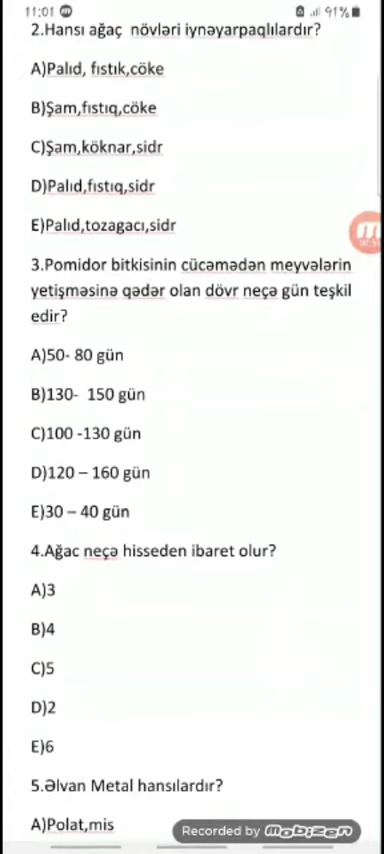 11:01
91%
2.Hansı ağaç növləri iynəyarpaqlılardır?
A)Palıd, fıstık,cöke
B)Şam,fıstıq,cöke
C)Şam,köknar,sidr
D)Palıd,fıstıq,sidr
E)Palıd,tozagacı,sidr
3.Pomidor bitkisinin cücəmədən meyvələrin
yetişməsinə qədər olan dövr neçə gün teşkil
edir?
A)50- 80 gün
B)130- 150 gün
C)100 -130 gün
D)120 – 160 gün
E)30 – 40 gün
4.Ağac neçə hisseden ibaret olur?
A)3
B)4
C)5
D)2
E)6
5.Əlvan Metal hansılardır?
A)Polat,mis
Recorded by mobizen